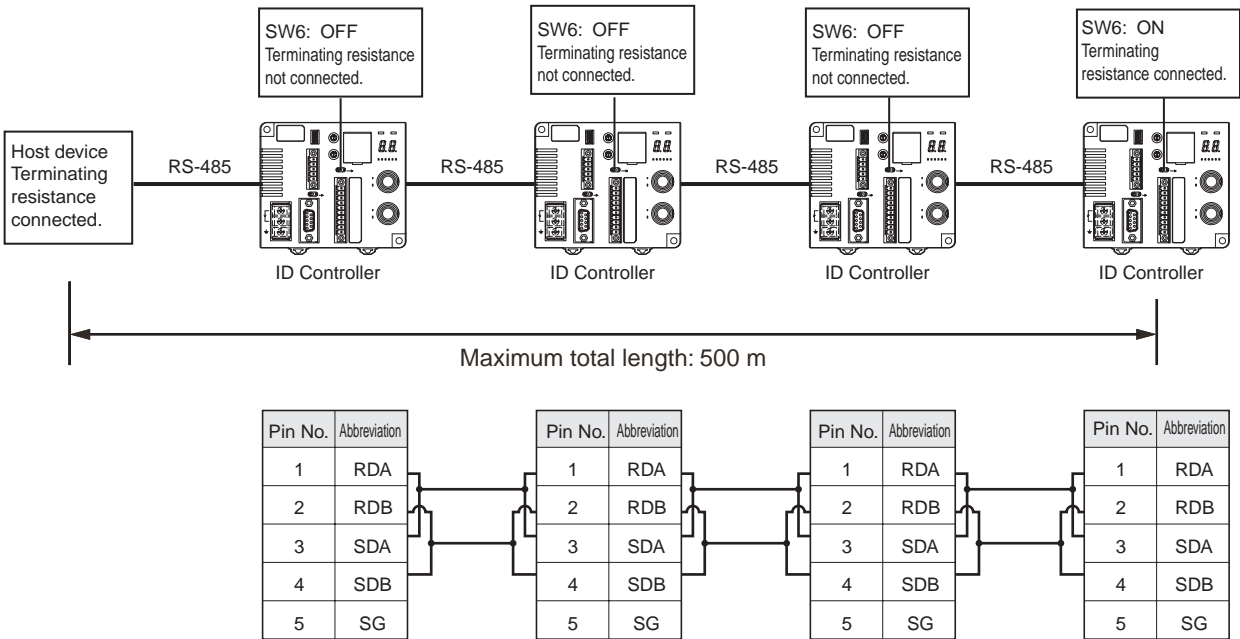 SW6: OFF
Terminating resistance
not connected.
SW6: OFF
Terminating resistance
not connected.
SW6: OFF
Terminating resistance
not connected.
SW6: ON
Terminating
resistance connected.
Host device
Terminating
resistance
connected.
RS-485
RS-485
RS-485
RS-485
ID Controller
ID Controller
ID Controller
ID Controller
Maximum total length: 500 m
Pin No. Abbreviation
1 RDA
2 RDB
3 SDA
4 SDB
5 SG
Pin No. Abbreviation
1 RDA
2 RDB
3 SDA
4 SDB
5 SG
Pin No. Abbreviation
1 RDA
2 RDB
3 SDA
4 SDB
5 SG
Pin No. Abbreviation
1 RDA
2 RDB
3 SDA
4 SDB
5 SG